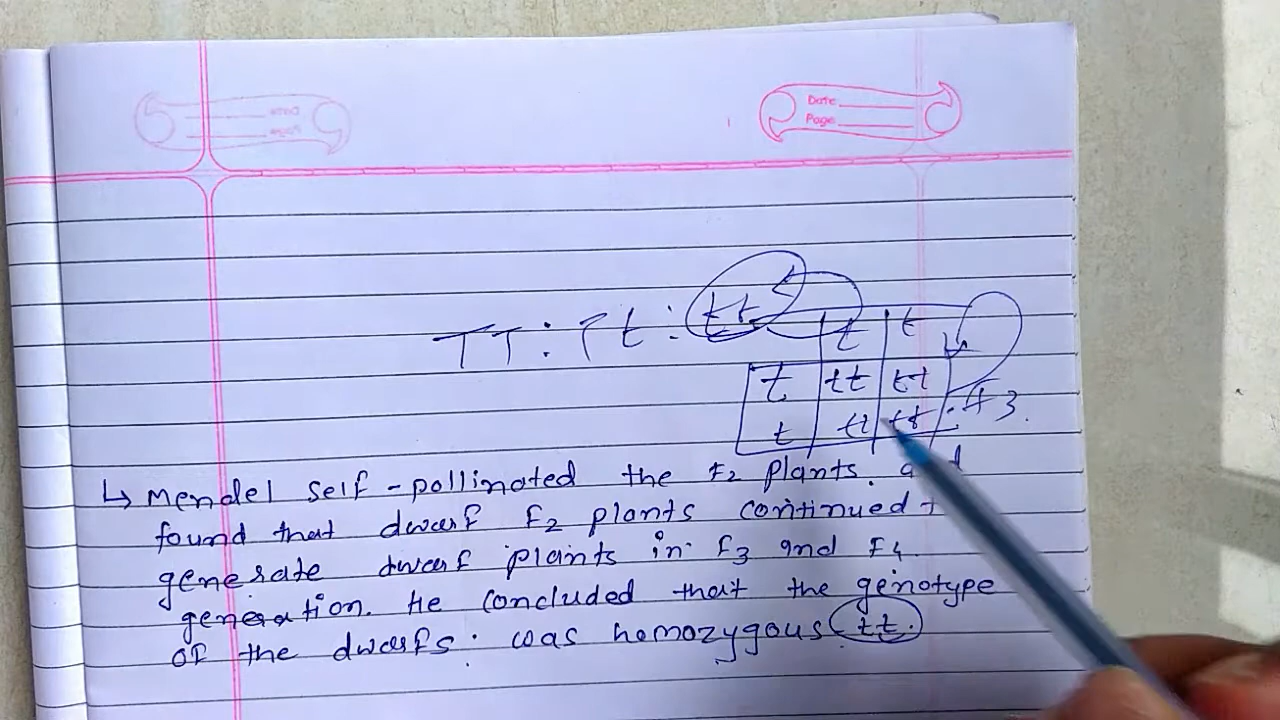 Date
Page
TT : Tt : tt
t t
t tt tt
t tt tt F3.
↳ Mendel self-pollinated the F2 plants. and
found that dwarf F2 plants continued
generate dwarf plants in F3 and F4
generation. He concluded that the genotype
of the dwarfs. was homozygous tt.